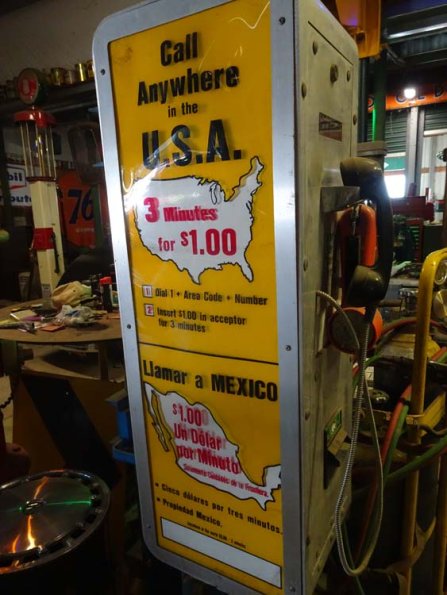 Call
Anywhere
in the
U.S.A.
3 Minutes
for $1.00
1 Dial 1 + Area Code + Number
2 Insert $1.00 in acceptor
for 3 minutes
Llamar a MEXICO
$1.00
Un Dólar
por Minuto
• Cinco dólares por tres minutos.
• Propiedad Mexico.
76